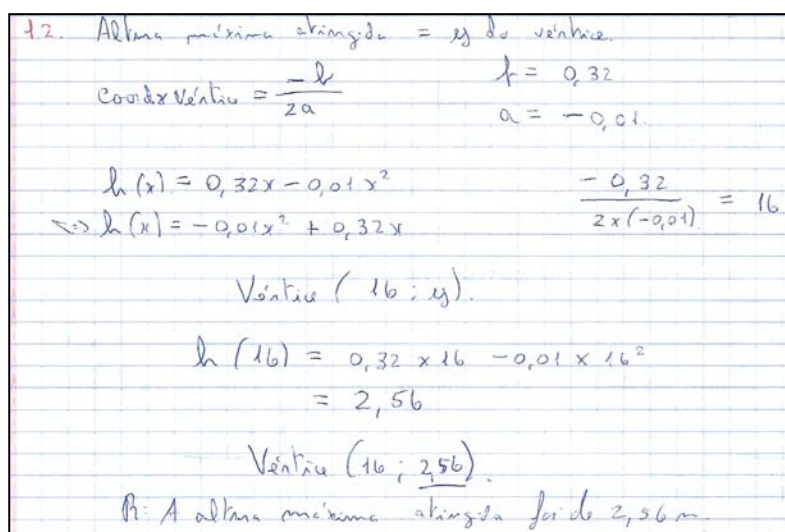 1.2. Altura máxima atingida = y do vértice.
Coordx Vértice = -b/2a
b = 0,32
a = -0,01
h(x) = 0,32x - 0,01x²
<=> h(x) = -0,01x² + 0,32x
-0,32/2x(-0,01) = 16
Vértice (16 ; y).
h(16) = 0,32 x 16 - 0,01 x 16²
= 2,56
Vértice (16 ; 2,56).
R: A altura máxima atingida foi de 2,56 m.